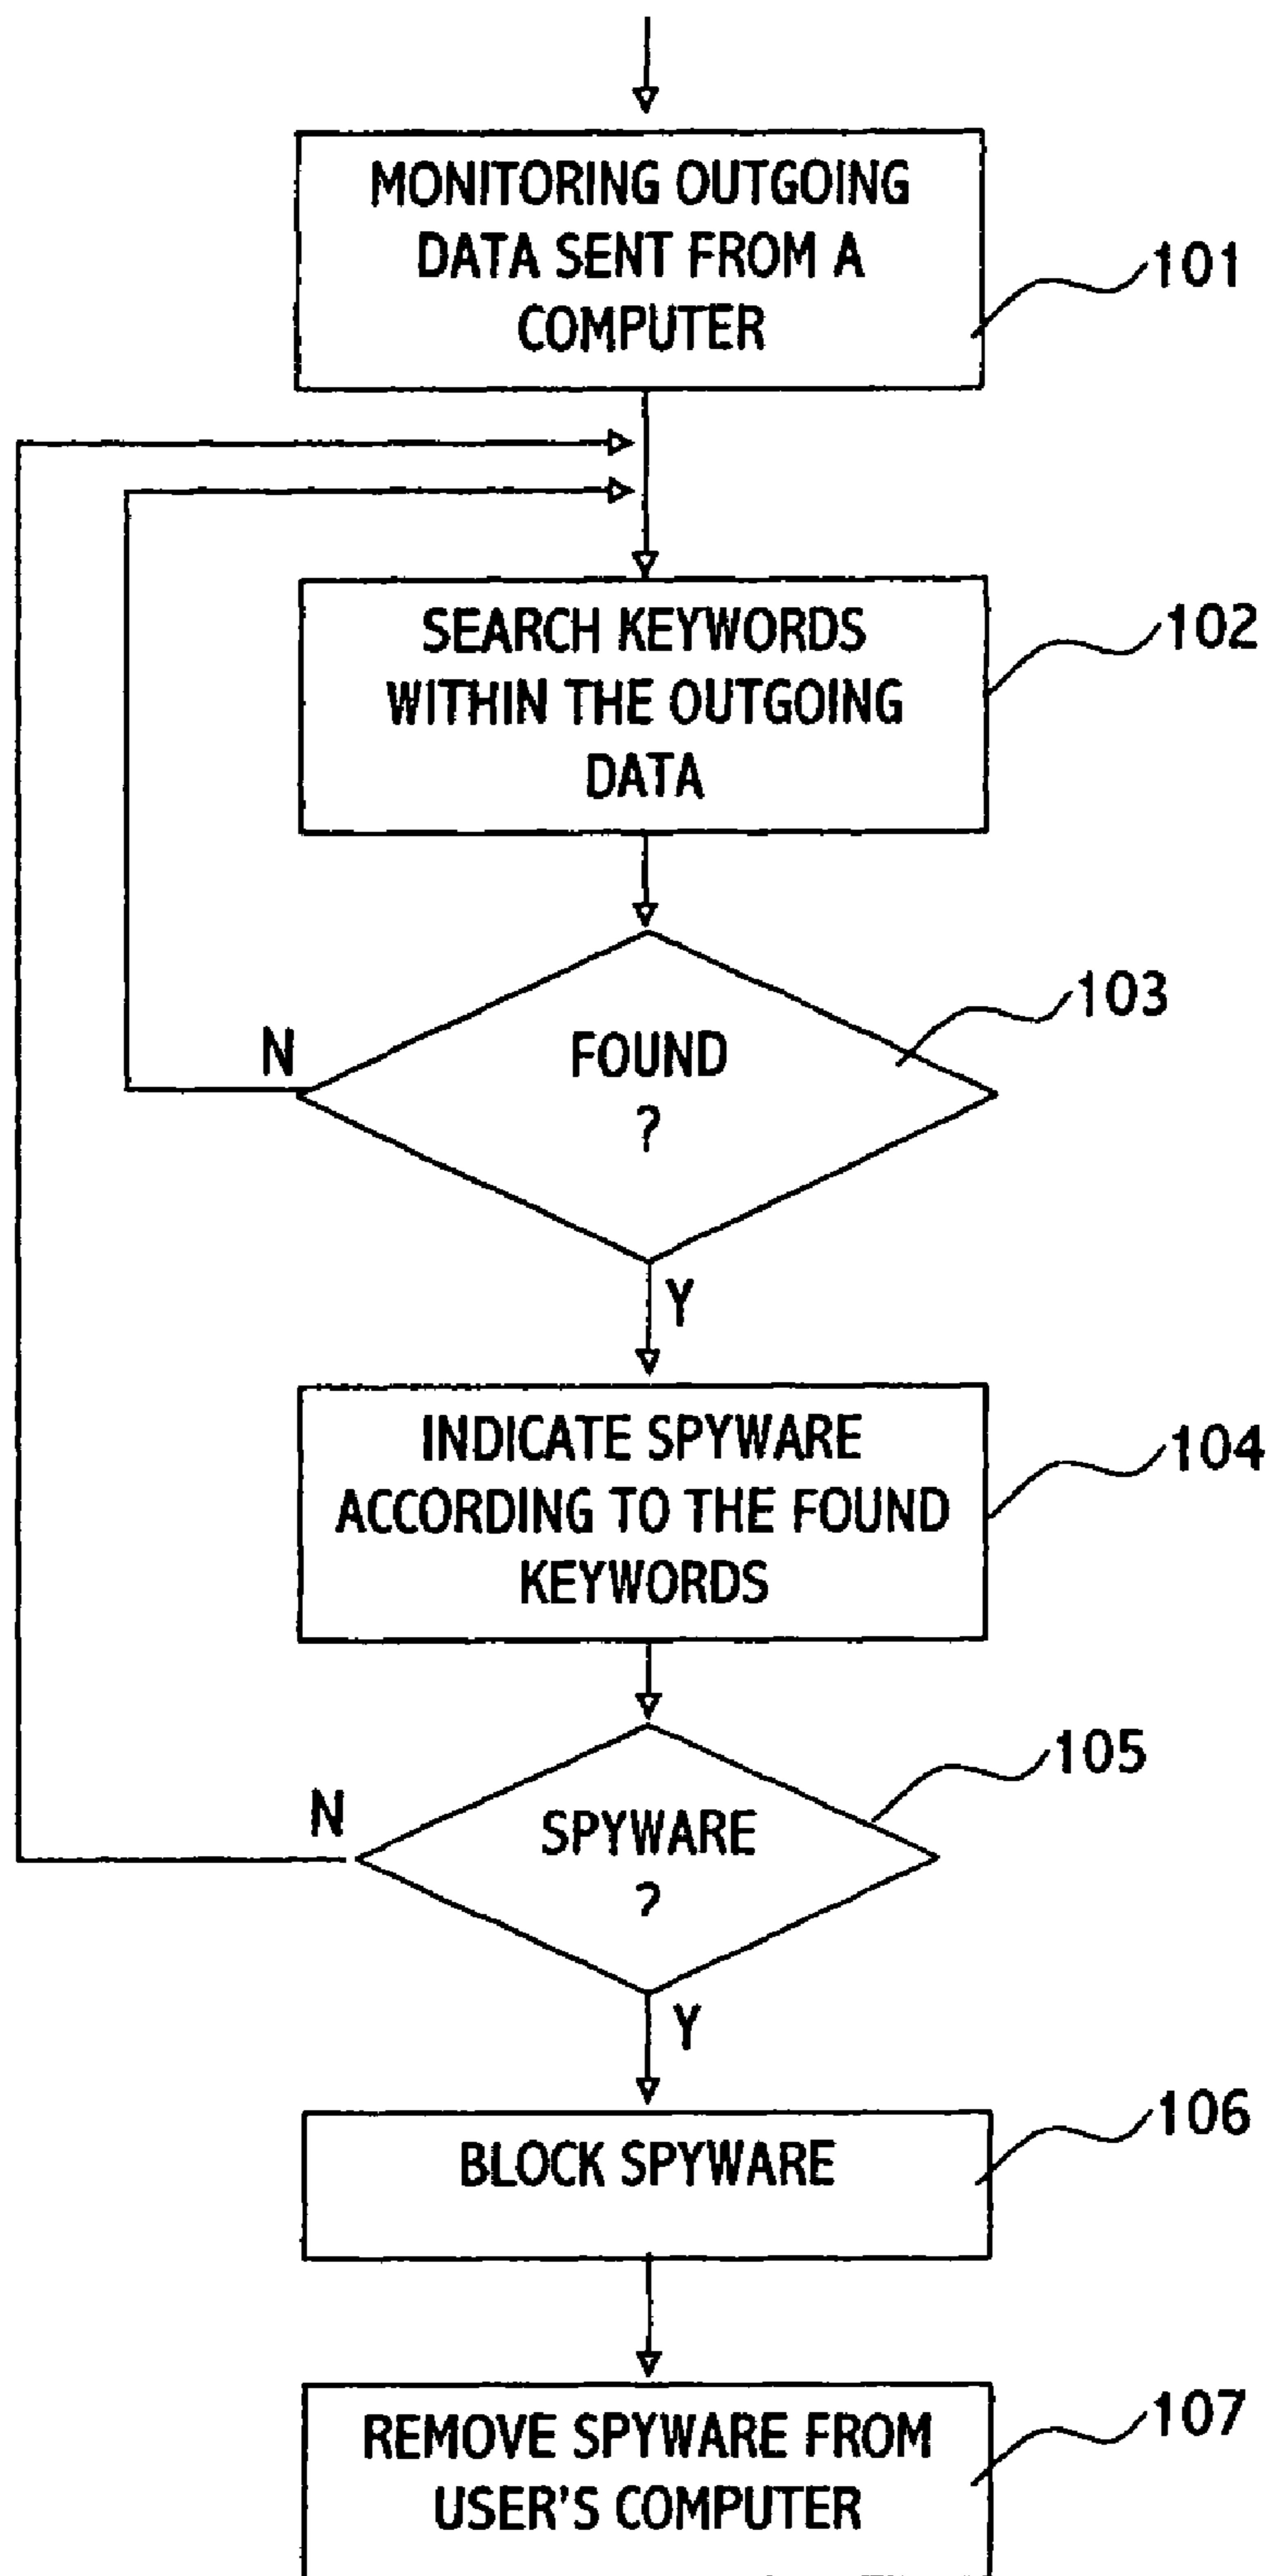 MONITORING OUTGOING
DATA SENT FROM A
COMPUTER
101
SEARCH KEYWORDS
WITHIN THE OUTGOING
DATA
102
103
N
FOUND
?
Y
INDICATE SPYWARE
ACCORDING TO THE FOUND
KEYWORDS
104
105
N
SPYWARE
?
Y
BLOCK SPYWARE
106
REMOVE SPYWARE FROM
USER'S COMPUTER
107